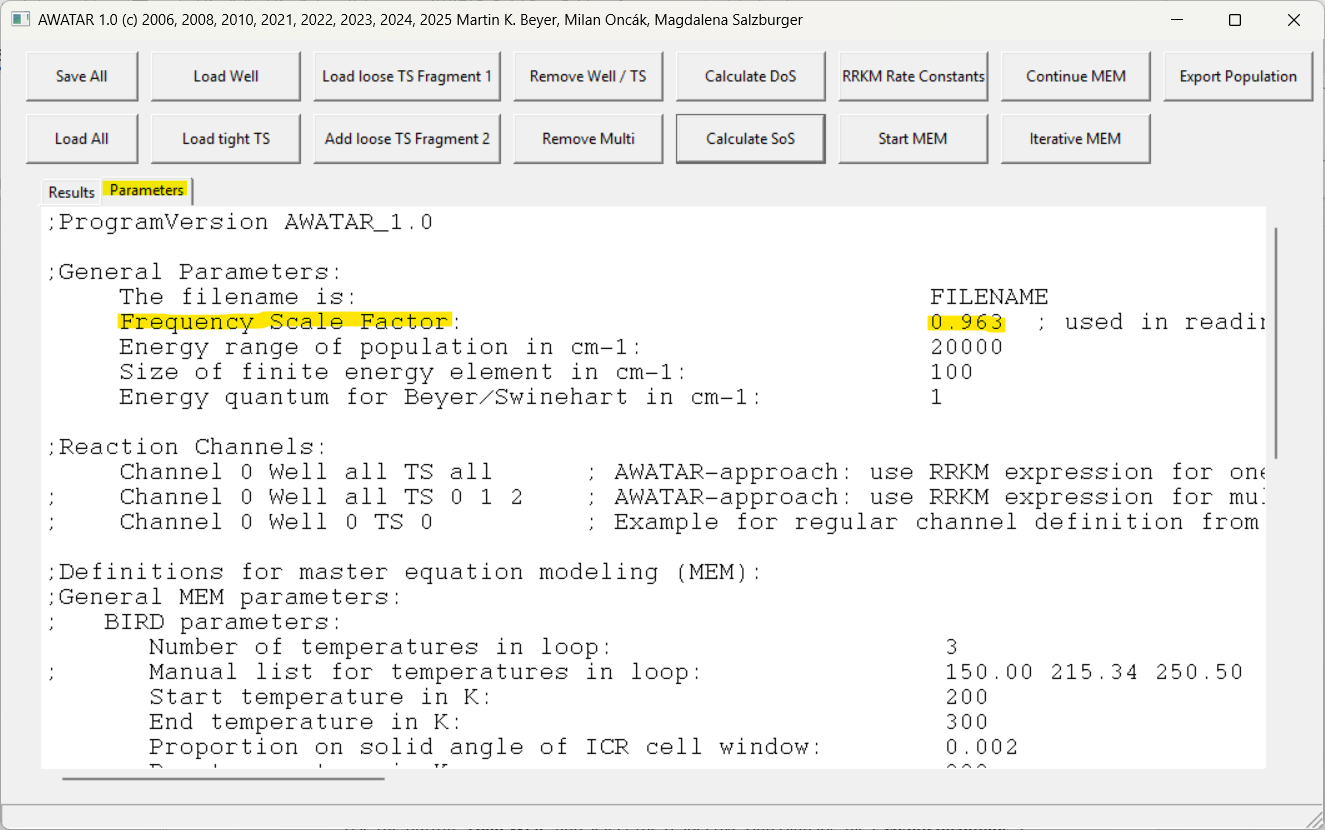 AWATAR 1.0 (c) 2006, 2008, 2010, 2021, 2022, 2023, 2024, 2025 Martin K. Beyer, Milan Oncák, Magdalena Salzburger
Save All Load Well Load loose TS Fragment 1 Remove Well / TS Calculate DoS RRKM Rate Constants Continue MEM Export Population
Load All Load tight TS Add loose TS Fragment 2 Remove Multi Calculate SoS Start MEM Iterative MEM
Results Parameters
;ProgramVersion AWATAR_1.0
;General Parameters:
The filename is: FILENAME
Frequency Scale Factor: 0.963 ; used in
Energy range of population in cm-1: 20000
Size of finite energy element in cm-1: 100
Energy quantum for Beyer/Swinehart in cm-1: 1
;Reaction Channels:
Channel 0 Well all TS all ; AWATAR-approach: use RRKM expression for
; Channel 0 Well all TS 0 1 2 ; AWATAR-approach: use RRKM expression for
; Channel 0 Well 0 TS 0 ; Example for regular channel definition from
;Definitions for master equation modeling (MEM):
;General MEM parameters:
; BIRD parameters:
Number of temperatures in loop: 3
; Manual list for temperatures in loop: 150.00 215.34 250.50
Start temperature in K: 200
End temperature in K: 300
Proportion on solid angle of ICR cell window: 0.002